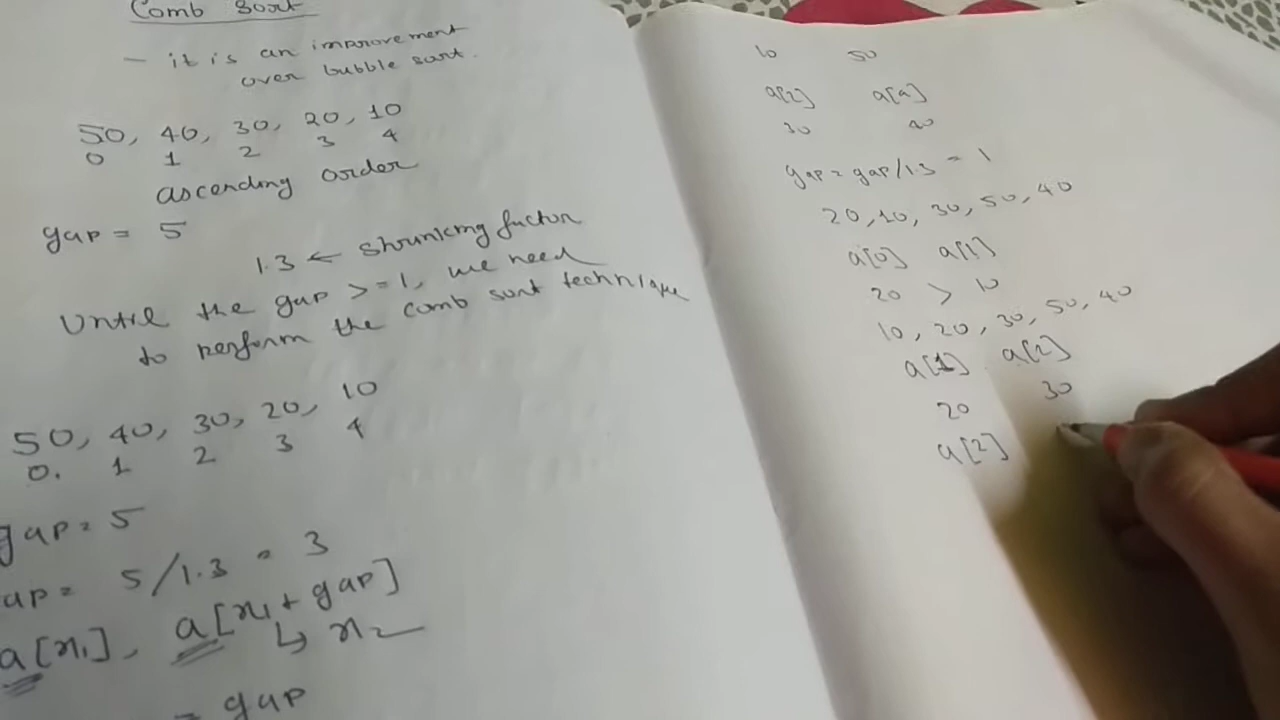 Comb Sort
- it is an improvement
over bubble sort.
50, 40, 30, 20, 10
0 1 2 3 4
ascending order
gap = 5
1.3 ← shrinking factor
Until the gap >=1, we need
to perform the comb sort technique
50, 40, 30, 20, 10
0. 1 2 3 4
gap = 5
gap = 5/1.3 = 3
a[n1], a[n1 + gap]
↳ n2
= gap
10 50
a[2] a[4]
30 40
gap = gap/1.3 = 1
20, 10, 30, 50, 40
a[0] a[1]
20 > 10
10, 20, 30, 50, 40
a[1] a[2]
20 30
a[2]